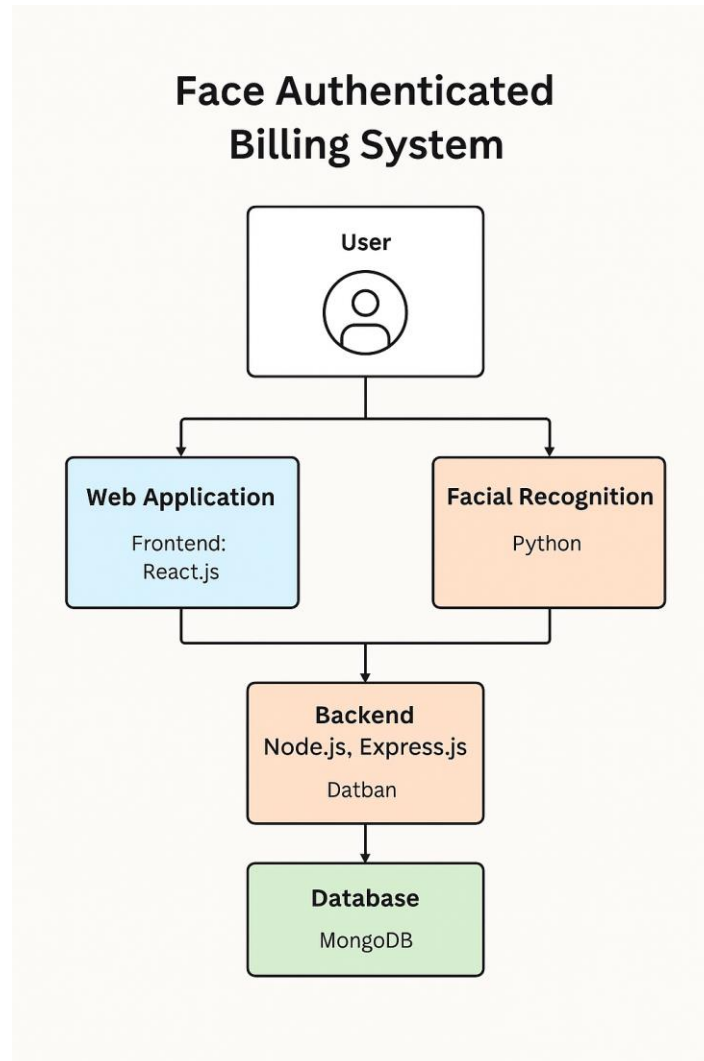 Face Authenticated
Billing System
User
Web Application
Frontend:
React.js
Facial Recognition
Python
Backend
Node.js, Express.js
Datban
Database
MongoDB